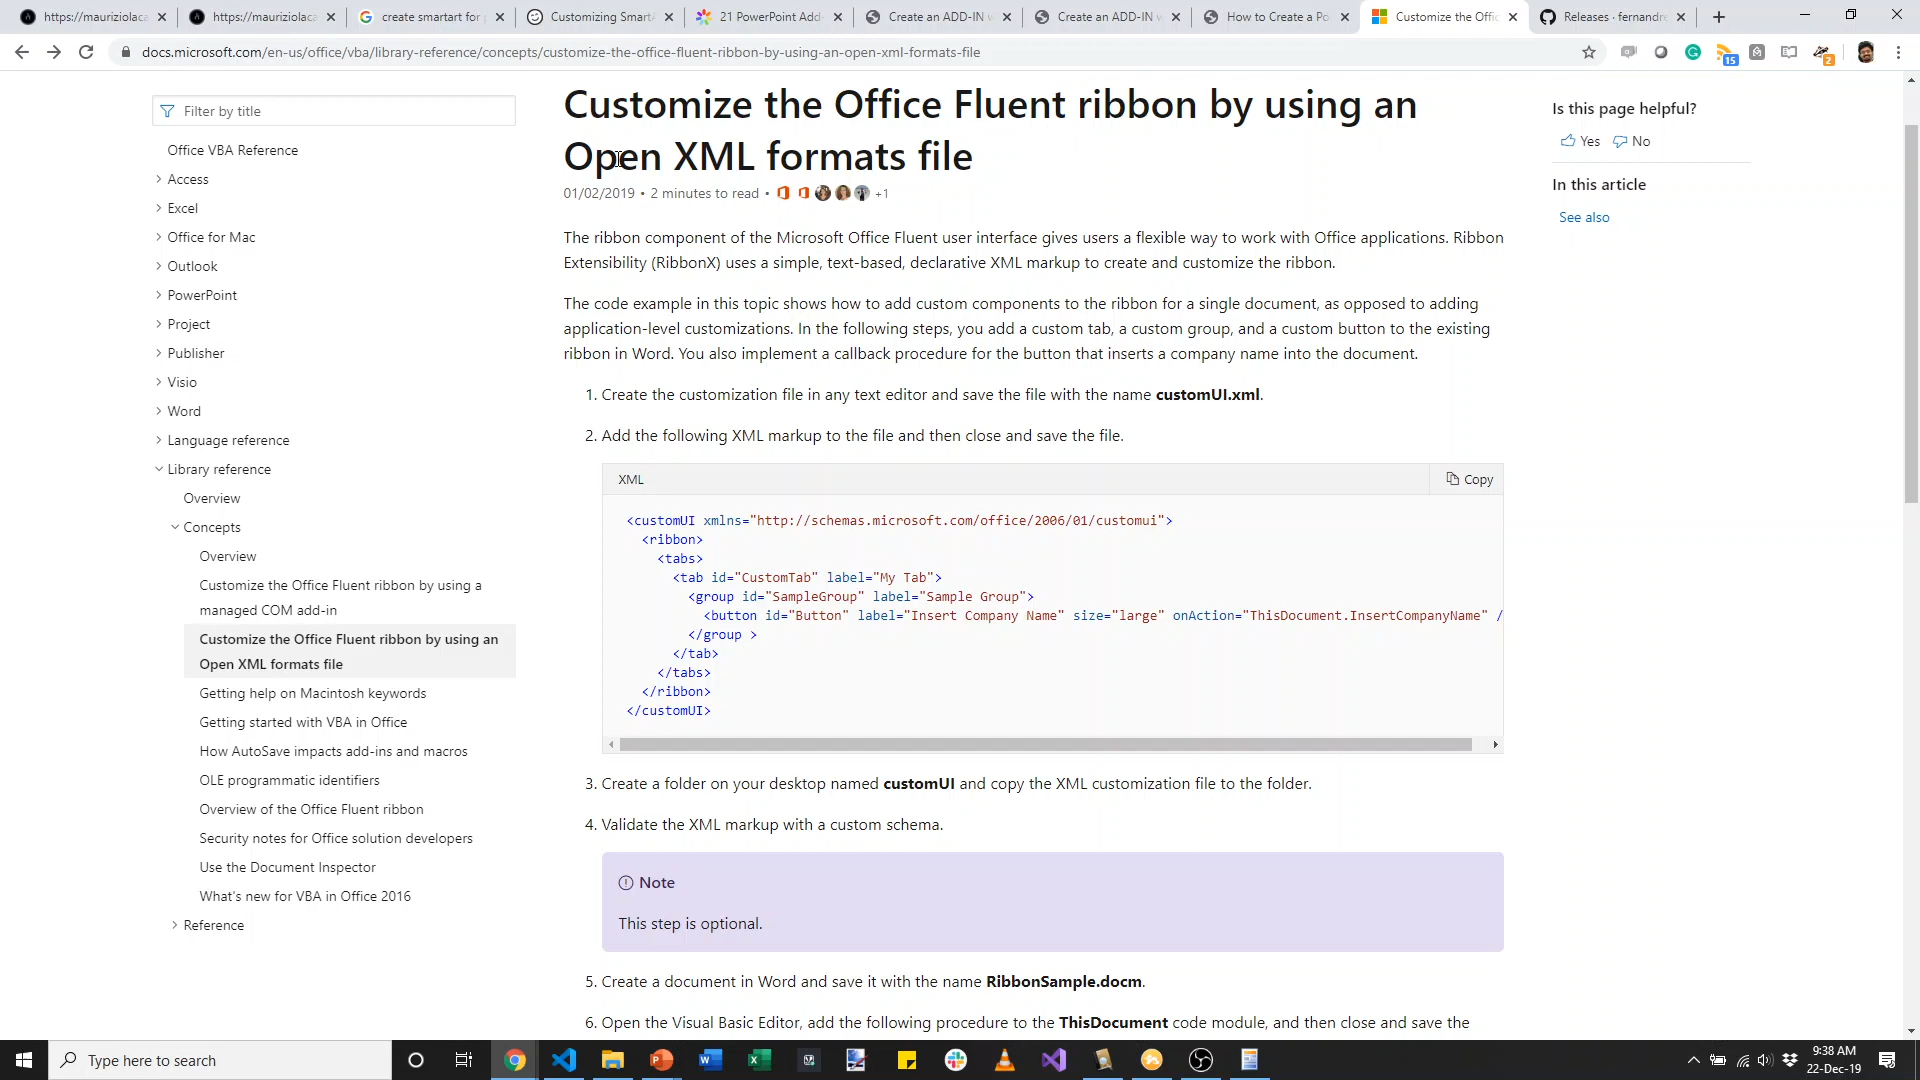 https://mauriziolaca
https://mauriziolaca
create smartart for p
Customizing SmartA
21 PowerPoint Add-
Create an ADD-IN w
Create an ADD-IN w
How to Create a Po
Customize the Offic
Releases · fernandre
docs.microsoft.com/en-us/office/vba/library-reference/concepts/customize-the-office-fluent-ribbon-by-using-an-open-xml-formats-file
15
2
Filter by title
Office VBA Reference
Access
Excel
Office for Mac
Outlook
PowerPoint
Project
Publisher
Visio
Word
Language reference
Library reference
Overview
Concepts
Overview
Customize the Office Fluent ribbon by using a
managed COM add-in
Customize the Office Fluent ribbon by using an
Open XML formats file
Getting help on Macintosh keywords
Getting started with VBA in Office
How AutoSave impacts add-ins and macros
OLE programmatic identifiers
Overview of the Office Fluent ribbon
Security notes for Office solution developers
Use the Document Inspector
What's new for VBA in Office 2016
Reference
Customize the Office Fluent ribbon by using an
Open XML formats file
01/02/2019 • 2 minutes to read • +1
The ribbon component of the Microsoft Office Fluent user interface gives users a flexible way to work with Office applications. Ribbon
Extensibility (RibbonX) uses a simple, text-based, declarative XML markup to create and customize the ribbon.
The code example in this topic shows how to add custom components to the ribbon for a single document, as opposed to adding
application-level customizations. In the following steps, you add a custom tab, a custom group, and a custom button to the existing
ribbon in Word. You also implement a callback procedure for the button that inserts a company name into the document.
1. Create the customization file in any text editor and save the file with the name customUI.xml.
2. Add the following XML markup to the file and then close and save the file.
XML
Copy
<customUI xmlns="http://schemas.microsoft.com/office/2006/01/customui">
<ribbon>
<tabs>
<tab id="CustomTab" label="My Tab">
<group id="SampleGroup" label="Sample Group">
<button id="Button" label="Insert Company Name" size="large" onAction="ThisDocument.InsertCompanyName" /
</group >
</tab>
</tabs>
</ribbon>
</customUI>
3. Create a folder on your desktop named customUI and copy the XML customization file to the folder.
4. Validate the XML markup with a custom schema.
Note
This step is optional.
5. Create a document in Word and save it with the name RibbonSample.docm.
6. Open the Visual Basic Editor, add the following procedure to the ThisDocument code module, and then close and save the
Is this page helpful?
Yes No
In this article
See also
Type here to search
9:38 AM
22-Dec-19